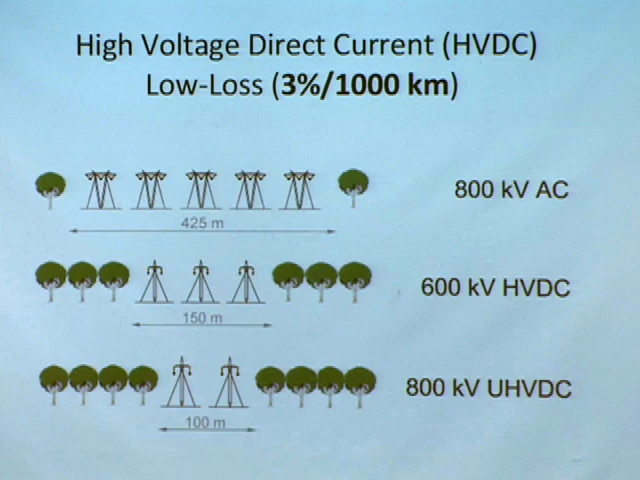 High Voltage Direct Current (HVDC)
Low-Loss (3%/1000 km)
800 kV AC
425 m
600 kV HVDC
150 m
800 kV UHVDC
100 m